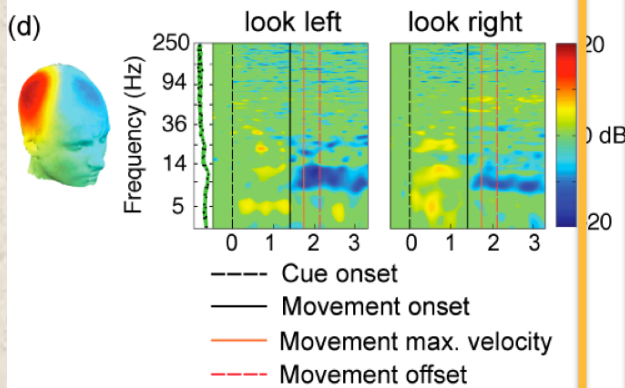 (d)
look left look right
250
94
36
14
5
Frequency (Hz)
0 1 2 3
0 1 2 3
20
0 dB
20
Cue onset
Movement onset
Movement max. velocity
Movement offset